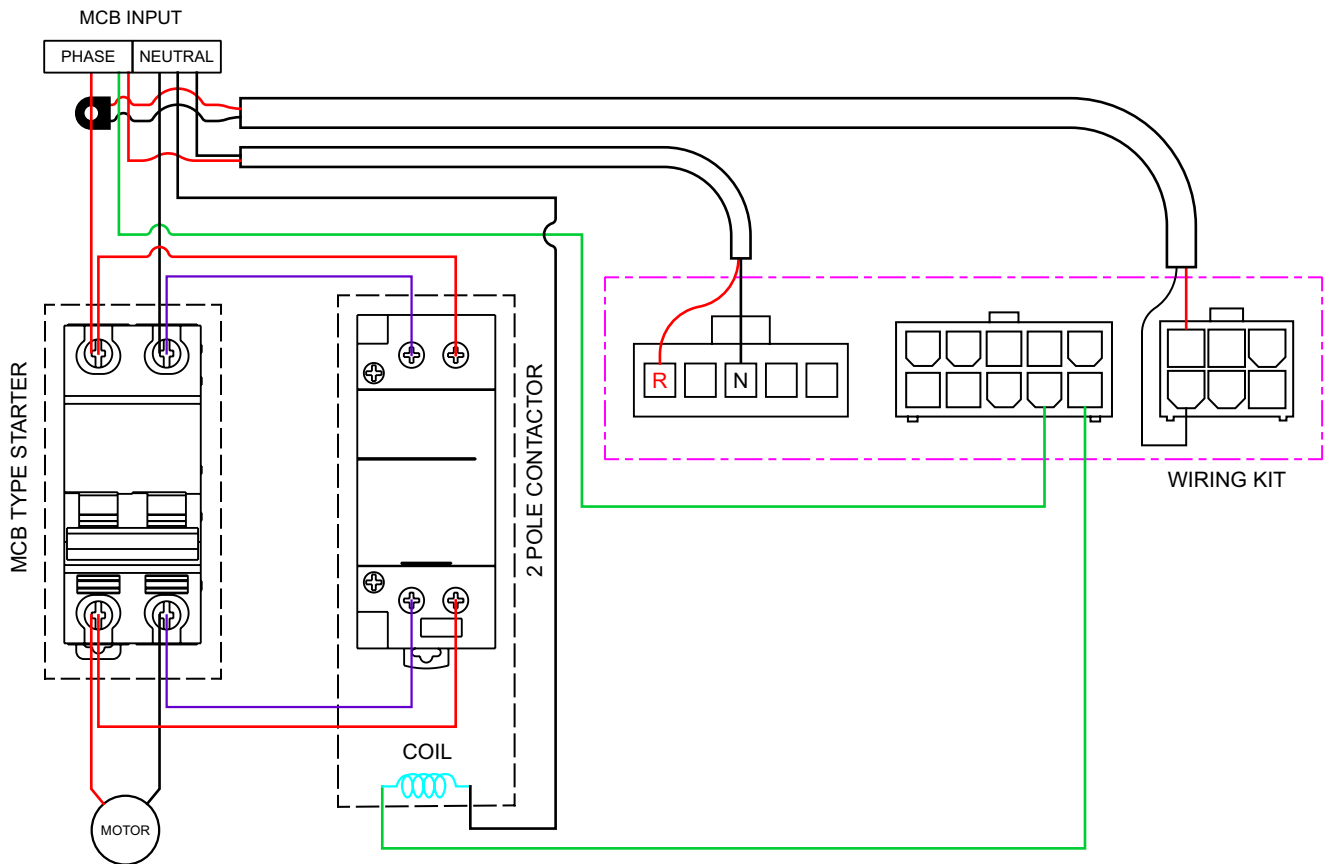 MCB INPUT
PHASE NEUTRAL
R N
WIRING KIT
MCB TYPE STARTER
2 POLE CONTACTOR
COIL
MOTOR